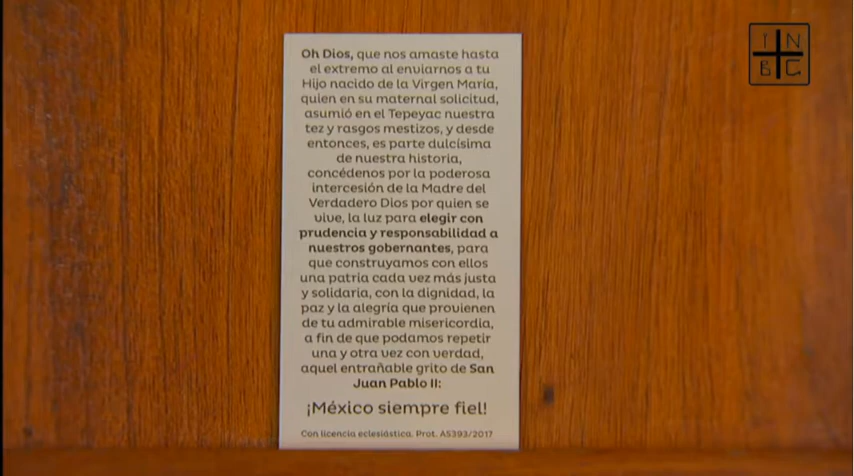 Oh Dios, que nos amaste hasta
el extremo al enviarnos a tu
Hijo nacido de la Virgen María,
quien en su maternal solicitud,
asumió en el Tepeyac nuestra
tez y rasgos mestizos, y desde
entonces, es parte dulcísima
de nuestra historia,
concédenos por la poderosa
intercesión de la Madre del
Verdadero Dios por quien se
vive, la luz para elegir con
prudencia y responsabilidad a
nuestros gobernantes, para
que construyamos con ellos
una patria cada vez más justa
y solidaria, con la dignidad, la
paz y la alegría que provienen
de tu admirable misericordia,
a fin de que podamos repetir
una y otra vez con verdad,
aquel entrañable grito de San
Juan Pablo II:
¡México siempre fiel!
Con licencia eclesiástica. Prot. A5393/2017
I N
B G